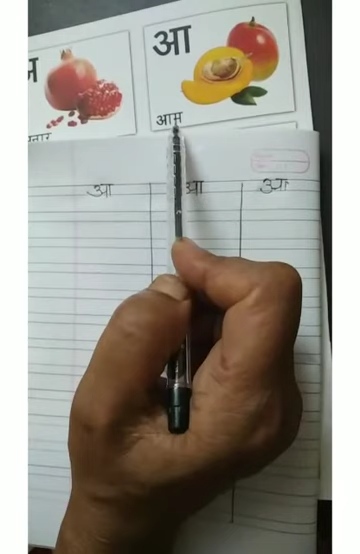 अ आ
नार आम
आ आ आ